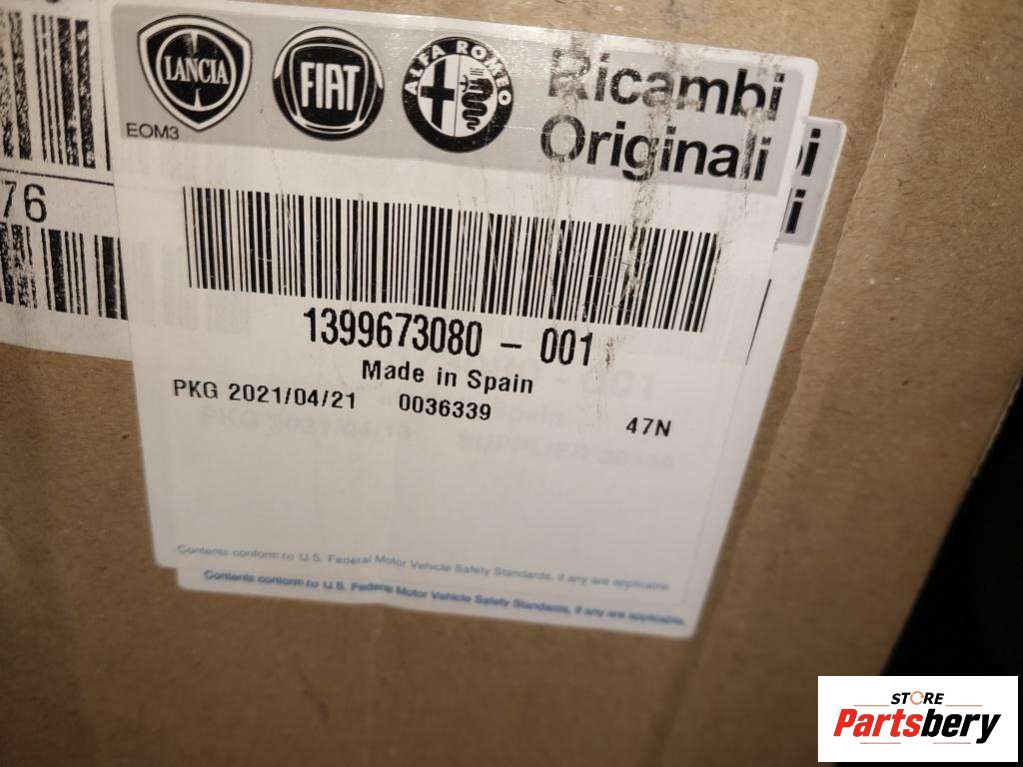 LANCIA
FIAT
ALFA ROMEO
Ricambi
Originali
EOM3
76
1399673080 - 001
Made in Spain
PKG 2021/04/21 0036339
47N
Contents conform to U.S. Federal Motor Vehicle Safety Standards, if any are applicable
Contents conform to U.S. Federal Motor Vehicle Safety Standards, if any are applicable.
STORE
Partsbery